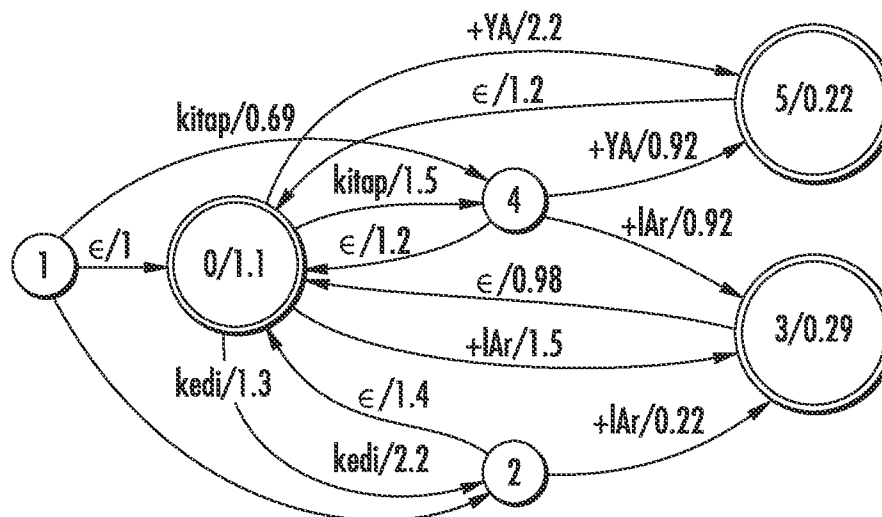 +YA/2.2
5/0.22
ϵ/1.2
kitap/0.69
+YA/0.92
kitap/1.5
4
+lAr/0.92
1
ϵ/1
0/1.1
ϵ/1.2
ϵ/0.98
3/0.29
+lAr/1.5
kedi/1.3
ϵ/1.4
+lAr/0.22
kedi/2.2
2